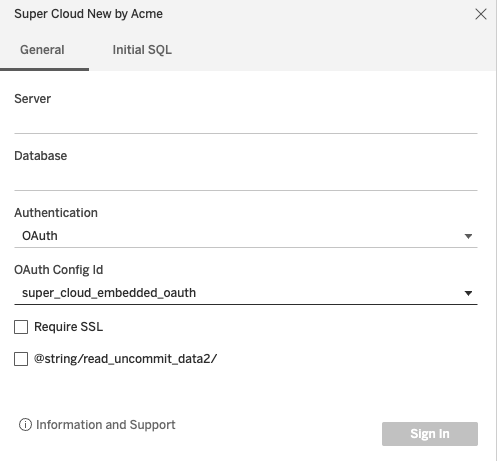 Super Cloud New by Acme
General
Initial SQL
Server
Database
Authentication
OAuth
OAuth Config Id
super_cloud_embedded_oauth
Require SSL
@string/read_uncommit_data2/
Information and Support
Sign In